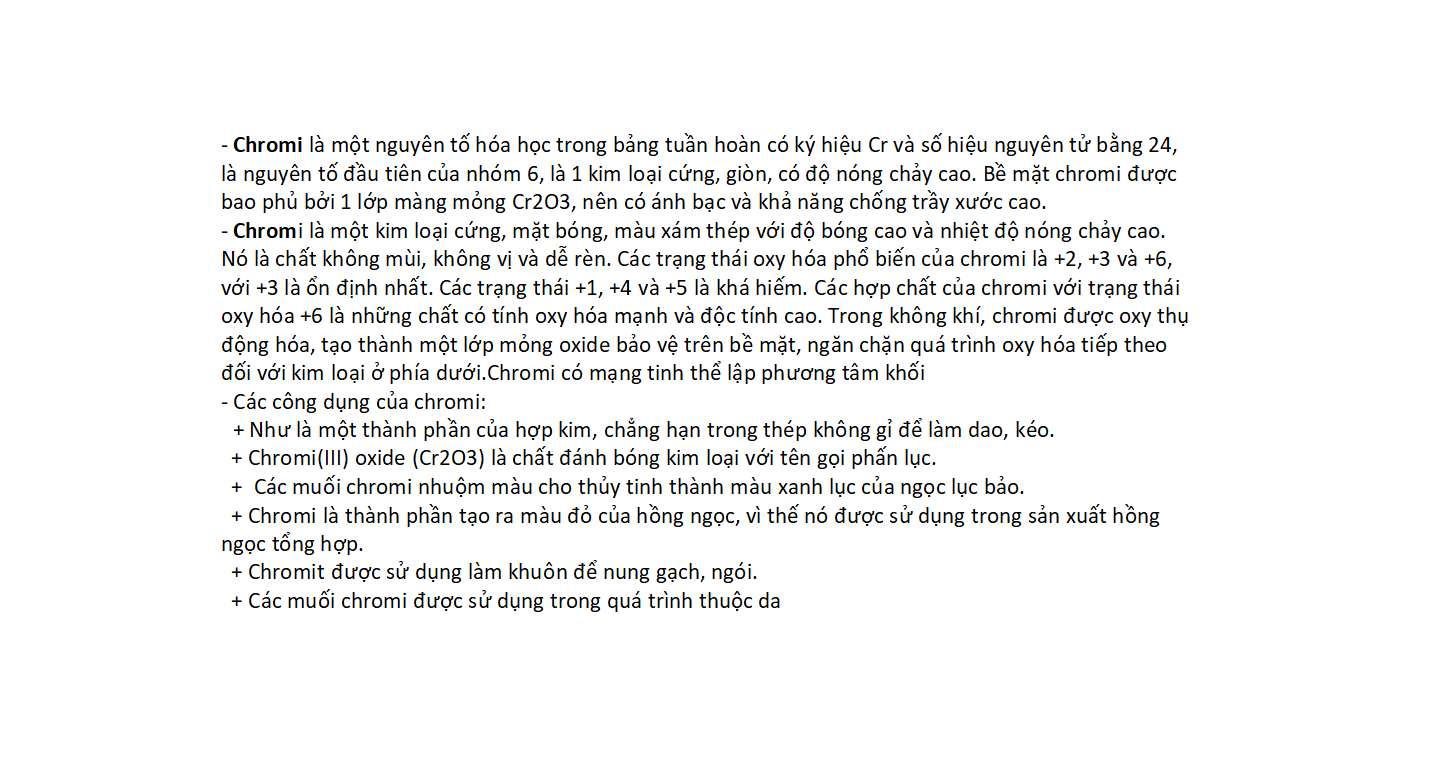 - Chromi là một nguyên tố hóa học trong bảng tuần hoàn có ký hiệu Cr và số hiệu nguyên tử bằng 24,
là nguyên tố đầu tiên của nhóm 6, là 1 kim loại cứng, giòn, có độ nóng chảy cao. Bề mặt chromi được
bao phủ bởi 1 lớp màng mỏng Cr2O3, nên có ánh bạc và khả năng chống trầy xước cao.
- Chromi là một kim loại cứng, mặt bóng, màu xám thép với độ bóng cao và nhiệt độ nóng chảy cao.
Nó là chất không mùi, không vị và dễ rèn. Các trạng thái oxy hóa phổ biến của chromi là +2, +3 và +6,
với +3 là ổn định nhất. Các trạng thái +1, +4 và +5 là khá hiếm. Các hợp chất của chromi với trạng thái
oxy hóa +6 là những chất có tính oxy hóa mạnh và độc tính cao. Trong không khí, chromi được oxy thụ
động hóa, tạo thành một lớp mỏng oxide bảo vệ trên bề mặt, ngăn chặn quá trình oxy hóa tiếp theo
đối với kim loại ở phía dưới.Chromi có mạng tinh thể lập phương tâm khối
- Các công dụng của chromi:
+ Như là một thành phần của hợp kim, chẳng hạn trong thép không gỉ để làm dao, kéo.
+ Chromi(III) oxide (Cr2O3) là chất đánh bóng kim loại với tên gọi phấn lục.
+  Các muối chromi nhuộm màu cho thủy tinh thành màu xanh lục của ngọc lục bảo.
+ Chromi là thành phần tạo ra màu đỏ của hồng ngọc, vì thế nó được sử dụng trong sản xuất hồng
ngọc tổng hợp.
+ Chromit được sử dụng làm khuôn để nung gạch, ngói.
+ Các muối chromi được sử dụng trong quá trình thuộc da